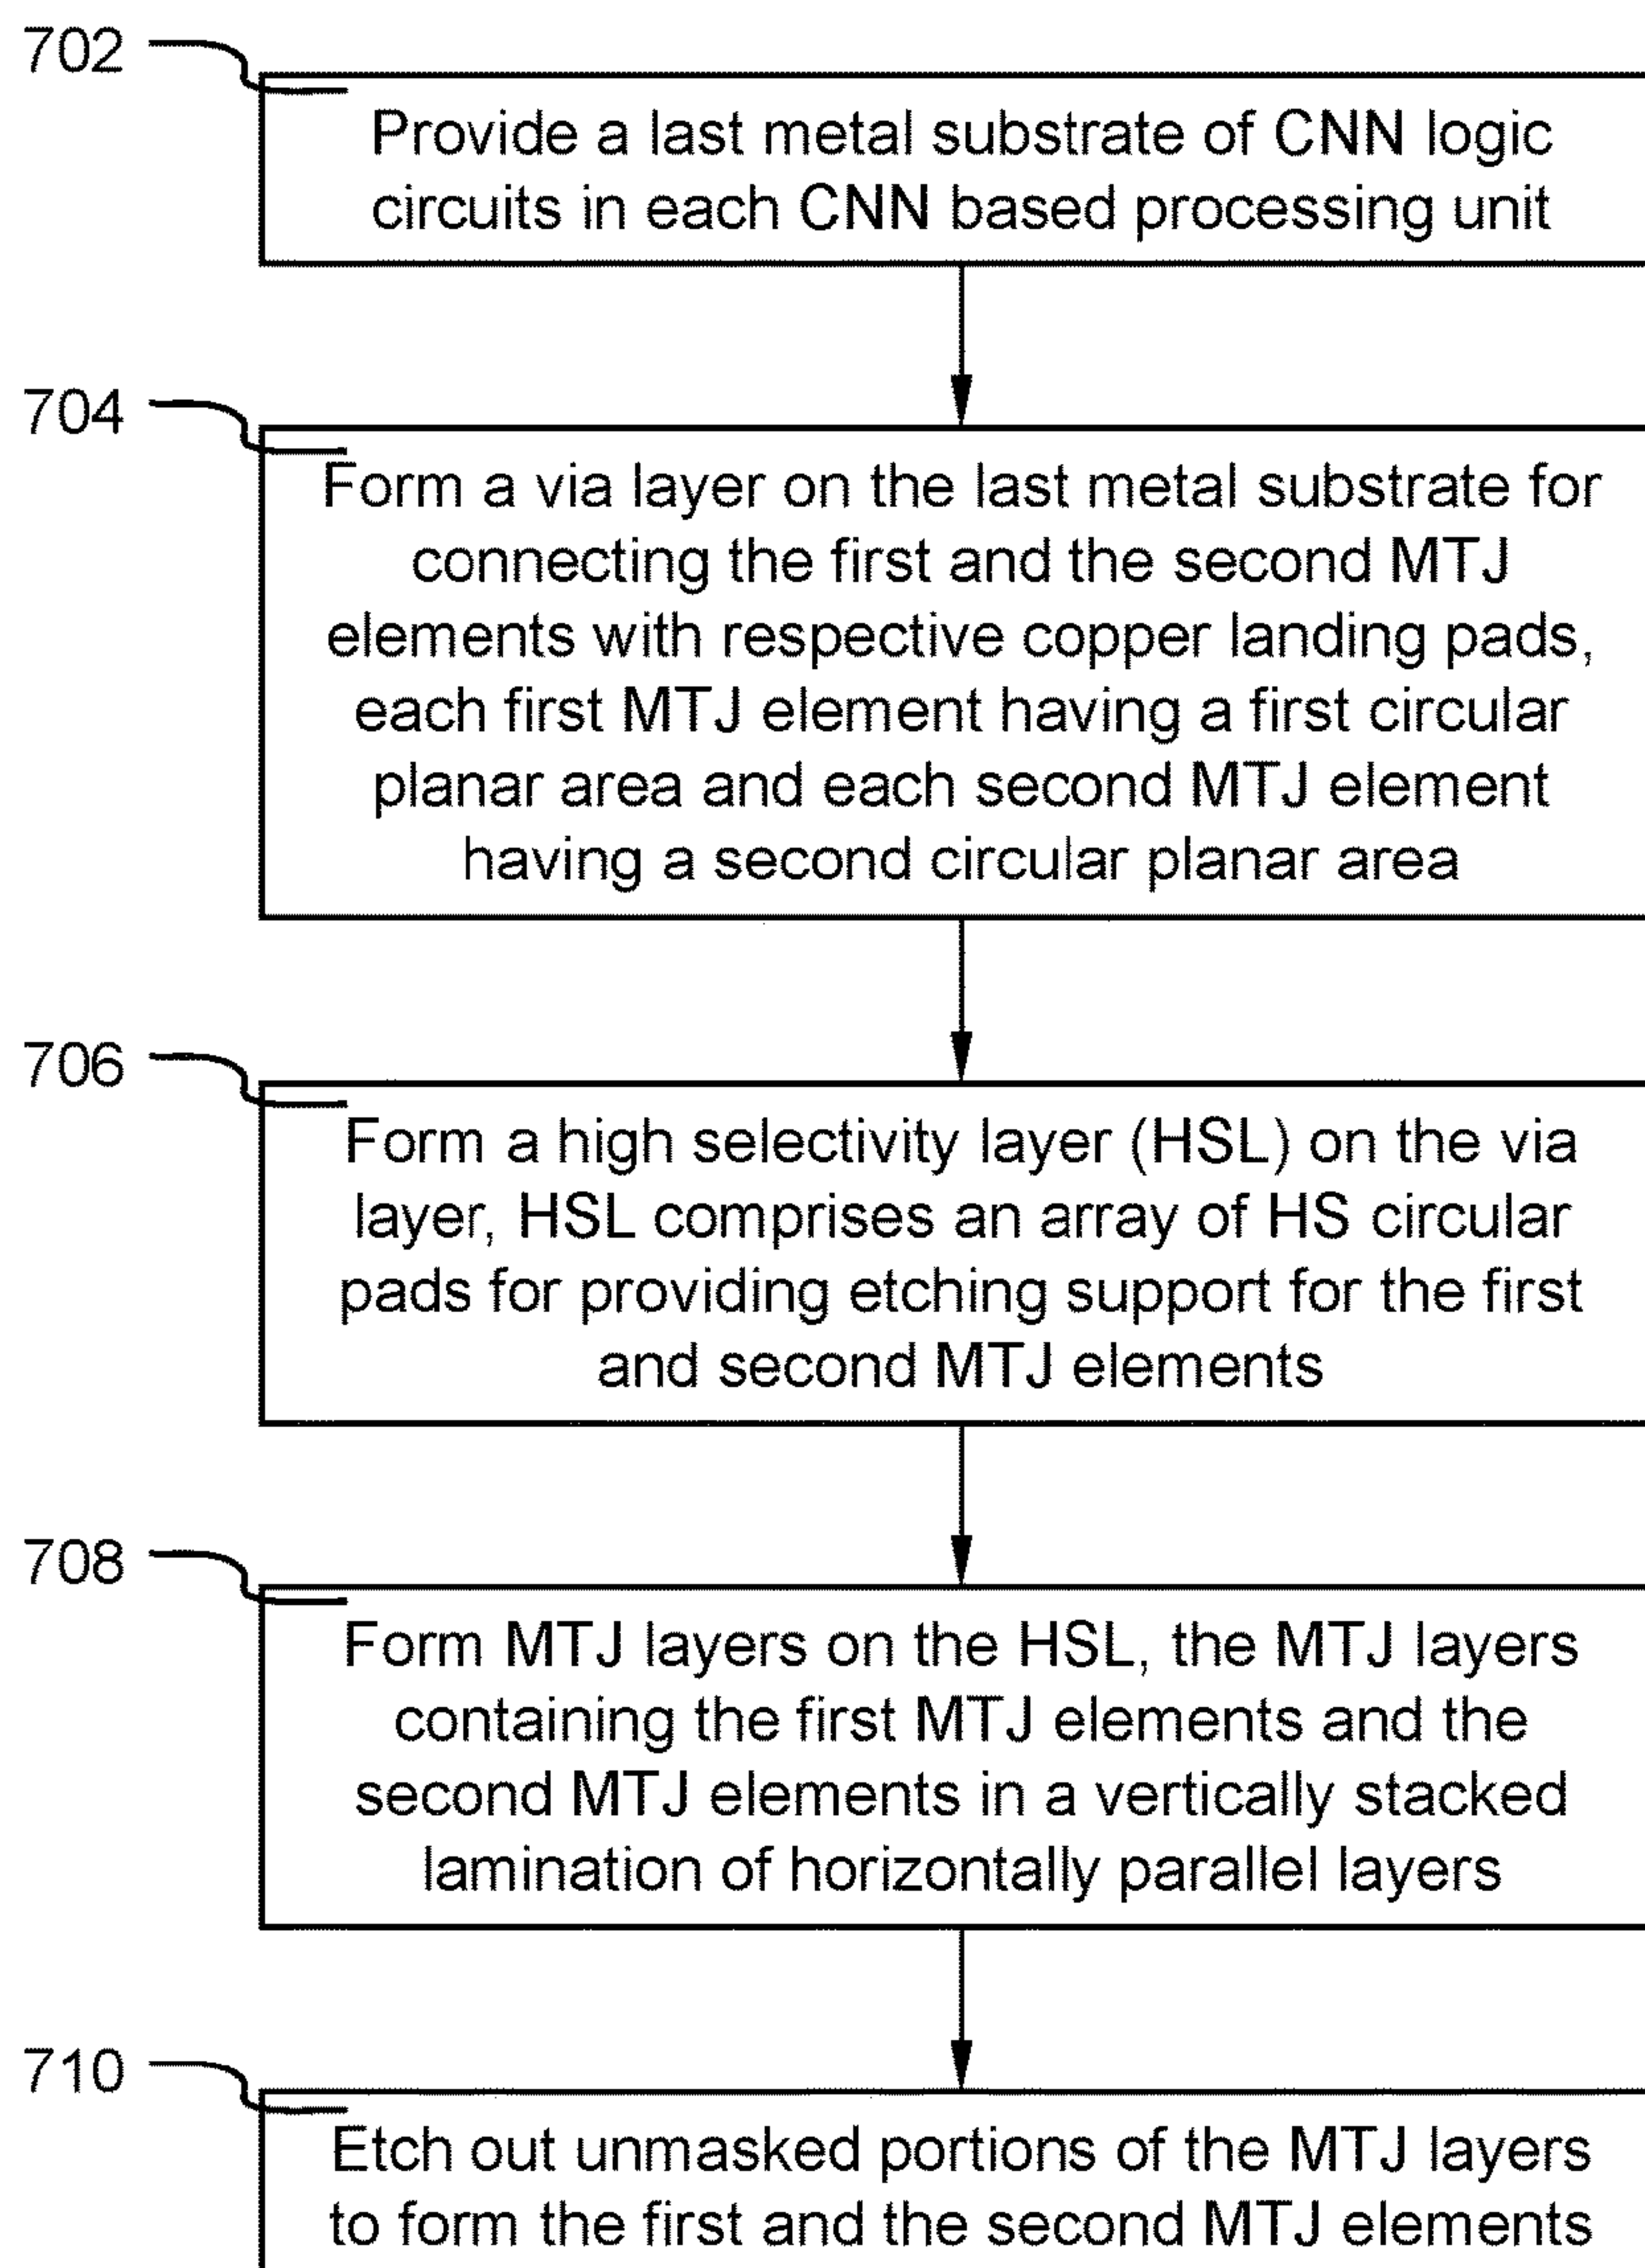 702
Provide a last metal substrate of CNN logic
circuits in each CNN based processing unit
704
Form a via layer on the last metal substrate for
connecting the first and the second MTJ
elements with respective copper landing pads,
each first MTJ element having a first circular
planar area and each second MTJ element
having a second circular planar area
706
Form a high selectivity layer (HSL) on the via
layer, HSL comprises an array of HS circular
pads for providing etching support for the first
and second MTJ elements
708
Form MTJ layers on the HSL, the MTJ layers
containing the first MTJ elements and the
second MTJ elements in a vertically stacked
lamination of horizontally parallel layers
710
Etch out unmasked portions of the MTJ layers
to form the first and the second MTJ elements